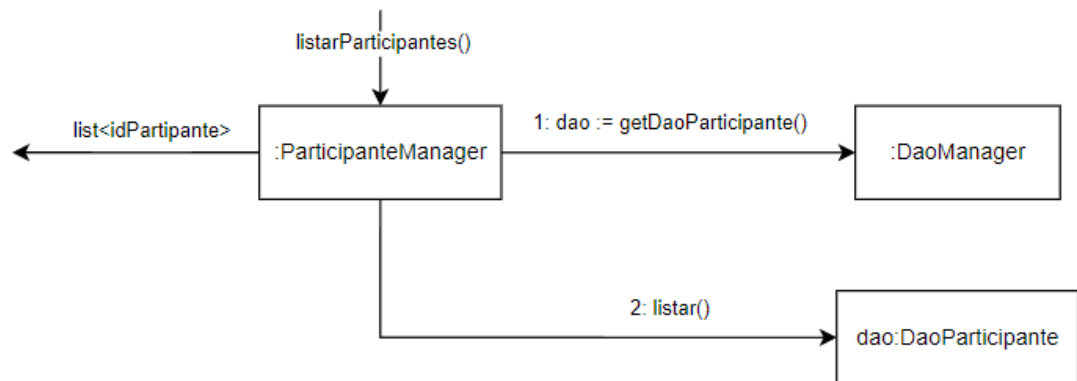 listarParticipantes()
list<idPartipante>
:ParticipanteManager
1: dao := getDaoParticipante()
:DaoManager
2: listar()
dao:DaoParticipante